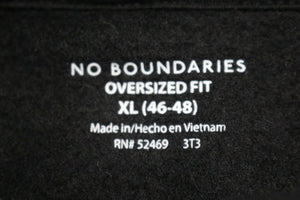 NO BOUNDARIES
OVERSIZED FIT
XL (46-48)
Made in/Hecho en Vietnam
RN# 52469 3T3